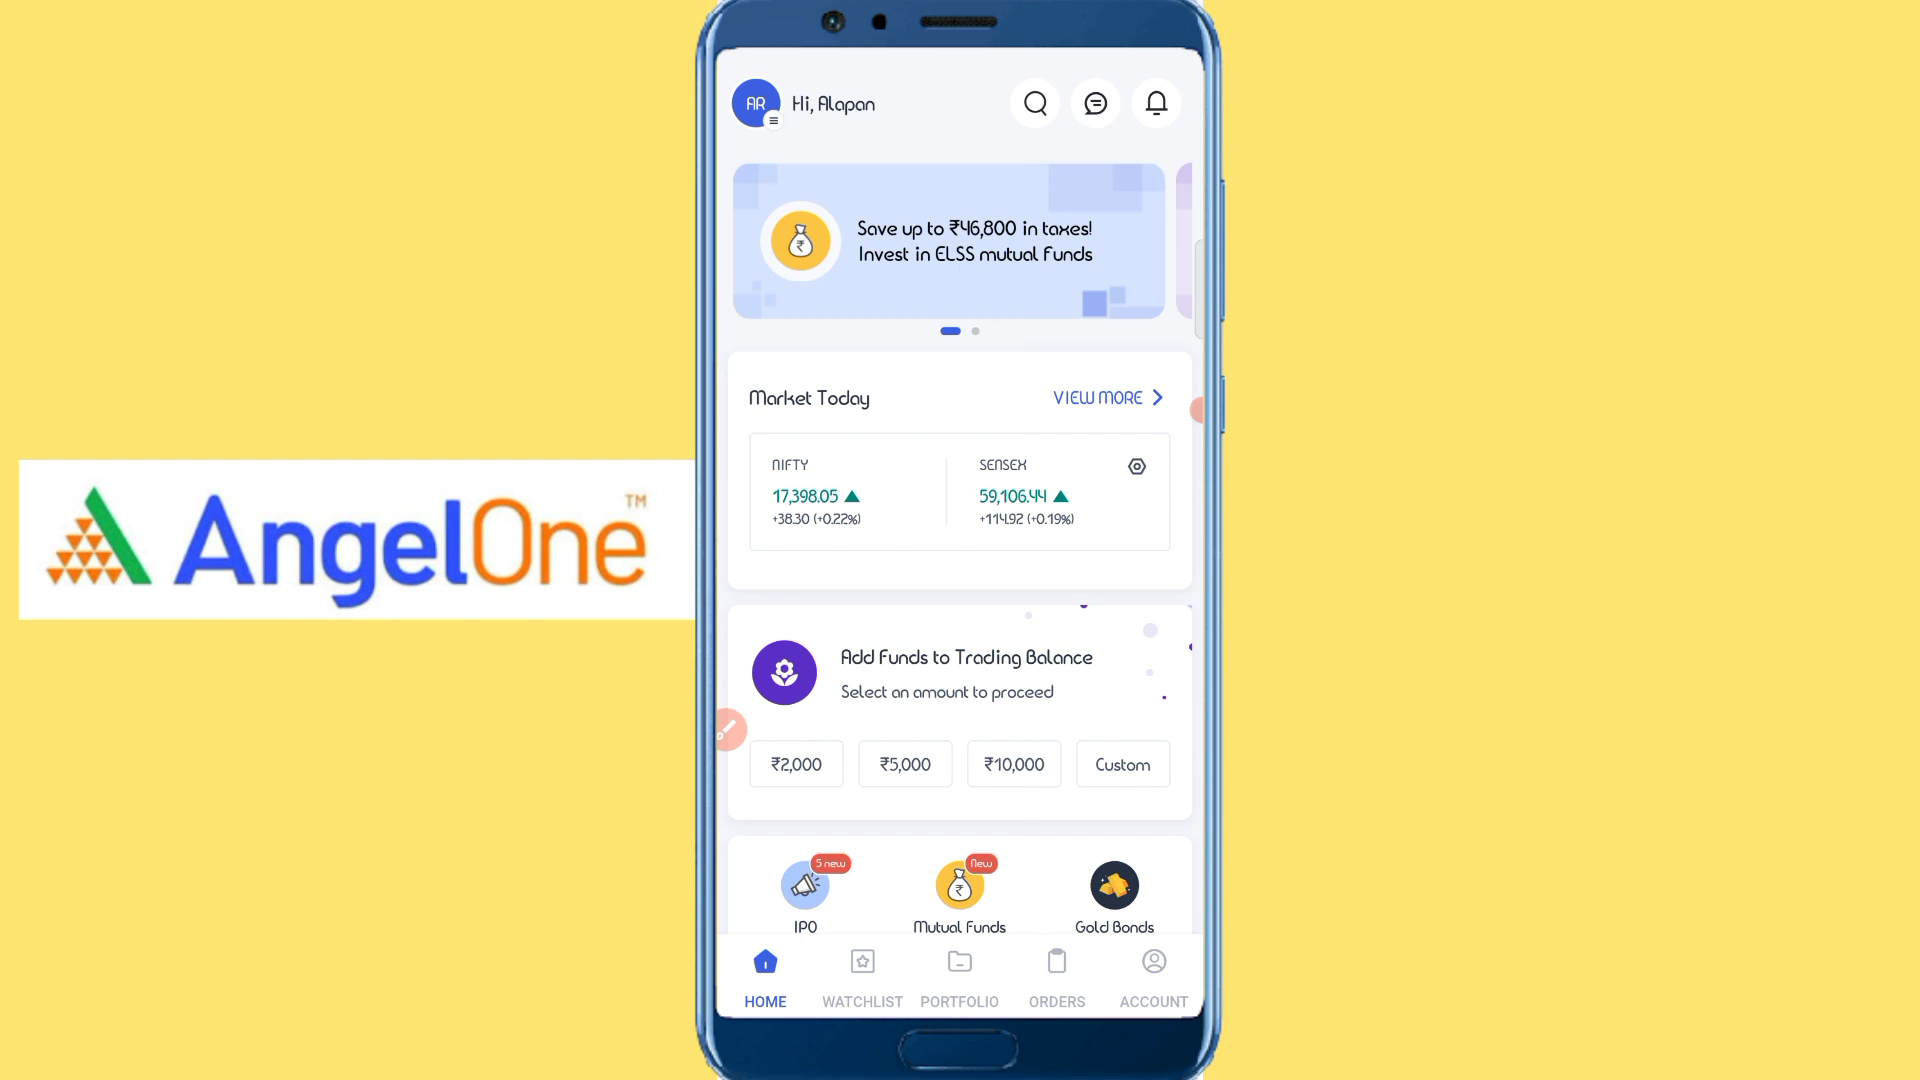 AngelOne™
AR
Hi, Alapan
Save up to ₹46,800 in taxes!
Invest in ELSS mutual funds
Market Today
VIEW MORE
NIFTY
17,398.05
+38.30 (+0.22%)
SENSEX
59,106.44
+114.92 (+0.19%)
Add Funds to Trading Balance
Select an amount to proceed
₹2,000
₹5,000
₹10,000
Custom
5 new
IPO
New
Mutual Funds
Gold Bonds
HOME
WATCHLIST
PORTFOLIO
ORDERS
ACCOUNT